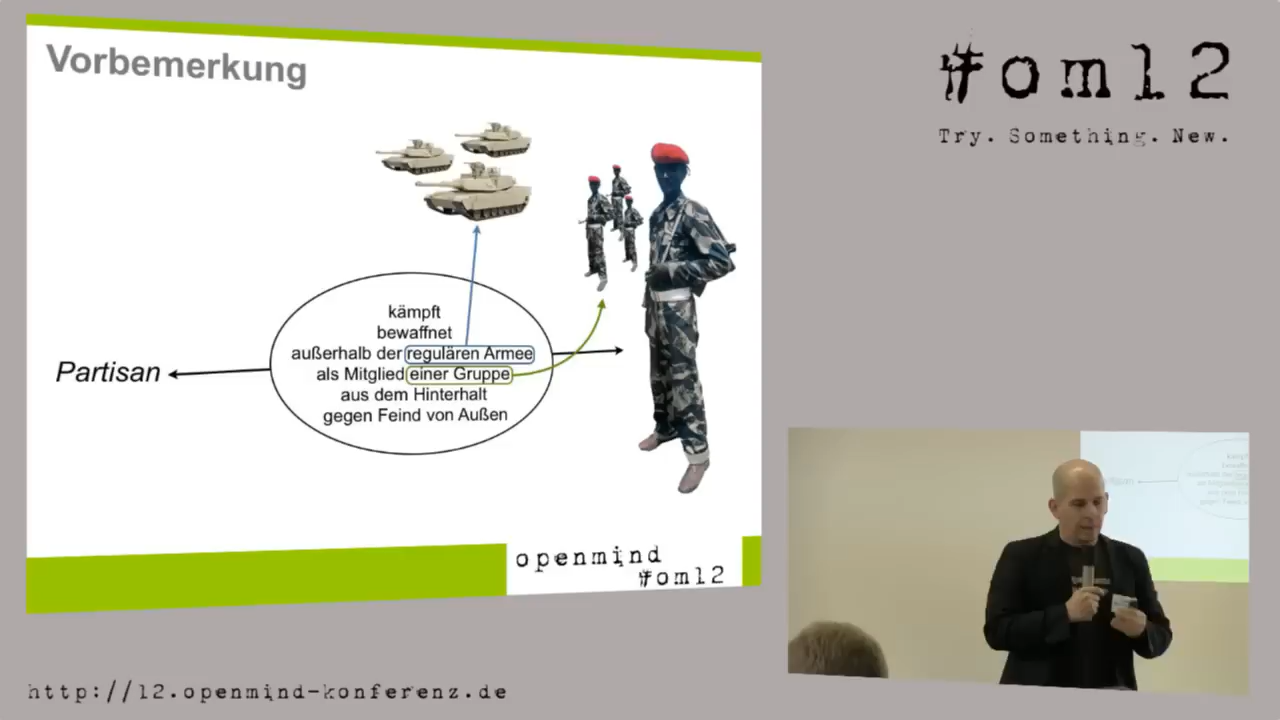 Vorbemerkung
kämpft
bewaffnet
außerhalb der regulären Armee
als Mitglied einer Gruppe
aus dem Hinterhalt
gegen Feind von Außen
Partisan
openmind
#om12
#om12
Try. Something. New.
http://12.openmind-konferenz.de